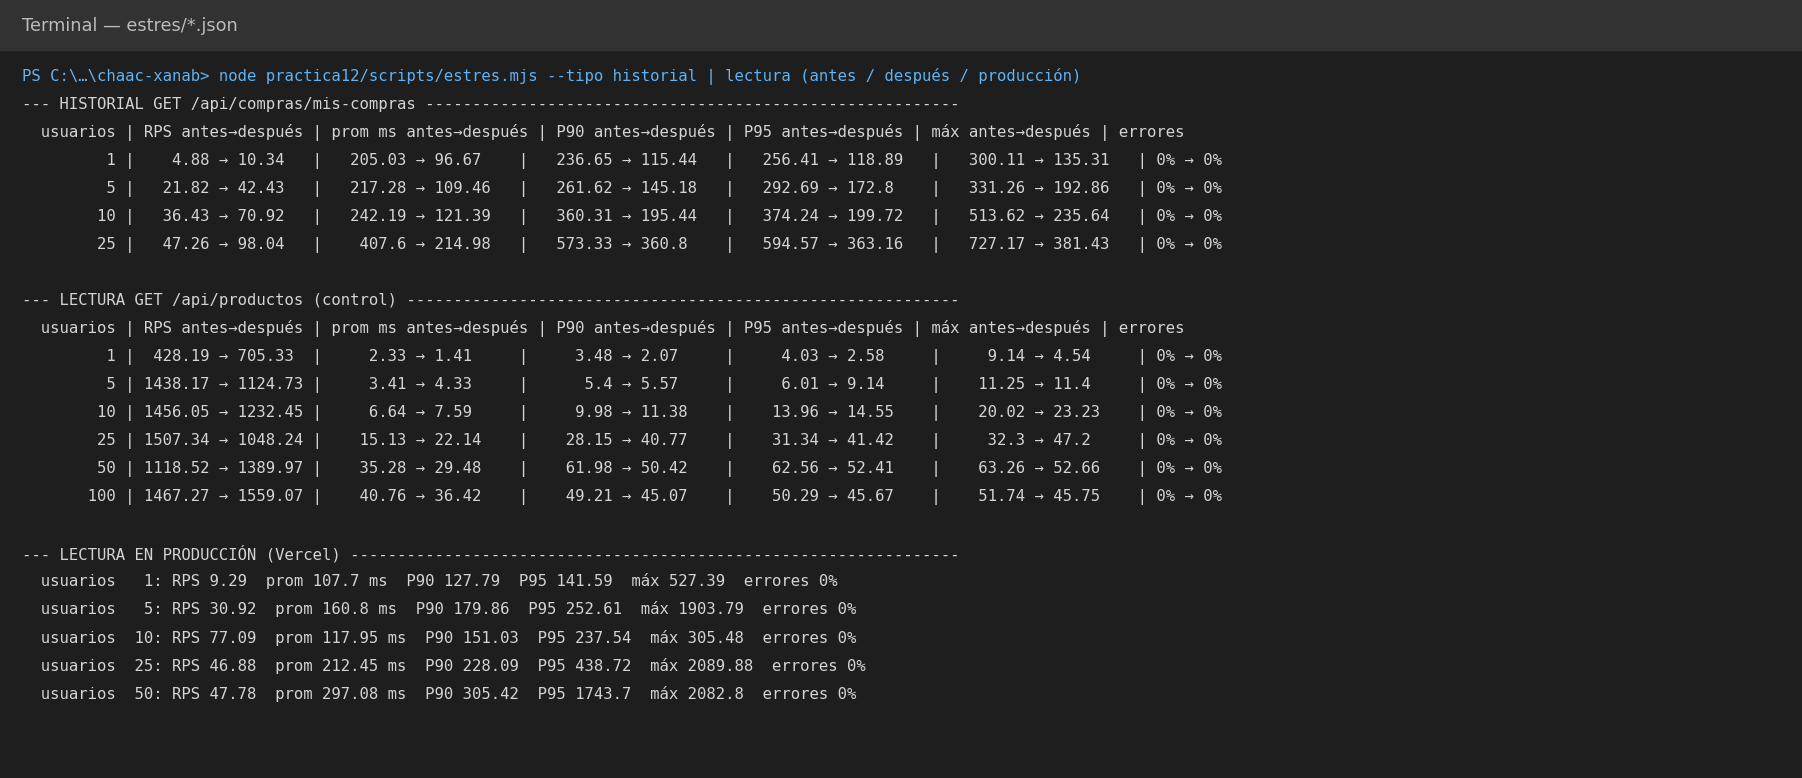 Terminal — estres/*.json
PS C:\…\chaac-xanab> node practica12/scripts/estres.mjs --tipo historial | lectura (antes / después / producción)
--- HISTORIAL GET /api/compras/mis-compras ---------------------------------------------------------
usuarios | RPS antes→después | prom ms antes→después | P90 antes→después | P95 antes→después | máx antes→después | errores
1 | 4.88 → 10.34 | 205.03 → 96.67 | 236.65 → 115.44 | 256.41 → 118.89 | 300.11 → 135.31 | 0% → 0%
5 | 21.82 → 42.43 | 217.28 → 109.46 | 261.62 → 145.18 | 292.69 → 172.8 | 331.26 → 192.86 | 0% → 0%
10 | 36.43 → 70.92 | 242.19 → 121.39 | 360.31 → 195.44 | 374.24 → 199.72 | 513.62 → 235.64 | 0% → 0%
25 | 47.26 → 98.04 | 407.6 → 214.98 | 573.33 → 360.8 | 594.57 → 363.16 | 727.17 → 381.43 | 0% → 0%
--- LECTURA GET /api/productos (control) -----------------------------------------------------------
usuarios | RPS antes→después | prom ms antes→después | P90 antes→después | P95 antes→después | máx antes→después | errores
1 | 428.19 → 705.33 | 2.33 → 1.41 | 3.48 → 2.07 | 4.03 → 2.58 | 9.14 → 4.54 | 0% → 0%
5 | 1438.17 → 1124.73 | 3.41 → 4.33 | 5.4 → 5.57 | 6.01 → 9.14 | 11.25 → 11.4 | 0% → 0%
10 | 1456.05 → 1232.45 | 6.64 → 7.59 | 9.98 → 11.38 | 13.96 → 14.55 | 20.02 → 23.23 | 0% → 0%
25 | 1507.34 → 1048.24 | 15.13 → 22.14 | 28.15 → 40.77 | 31.34 → 41.42 | 32.3 → 47.2 | 0% → 0%
50 | 1118.52 → 1389.97 | 35.28 → 29.48 | 61.98 → 50.42 | 62.56 → 52.41 | 63.26 → 52.66 | 0% → 0%
100 | 1467.27 → 1559.07 | 40.76 → 36.42 | 49.21 → 45.07 | 50.29 → 45.67 | 51.74 → 45.75 | 0% → 0%
--- LECTURA EN PRODUCCIÓN (Vercel) -----------------------------------------------------------------
usuarios 1: RPS 9.29 prom 107.7 ms P90 127.79 P95 141.59 máx 527.39 errores 0%
usuarios 5: RPS 30.92 prom 160.8 ms P90 179.86 P95 252.61 máx 1903.79 errores 0%
usuarios 10: RPS 77.09 prom 117.95 ms P90 151.03 P95 237.54 máx 305.48 errores 0%
usuarios 25: RPS 46.88 prom 212.45 ms P90 228.09 P95 438.72 máx 2089.88 errores 0%
usuarios 50: RPS 47.78 prom 297.08 ms P90 305.42 P95 1743.7 máx 2082.8 errores 0%